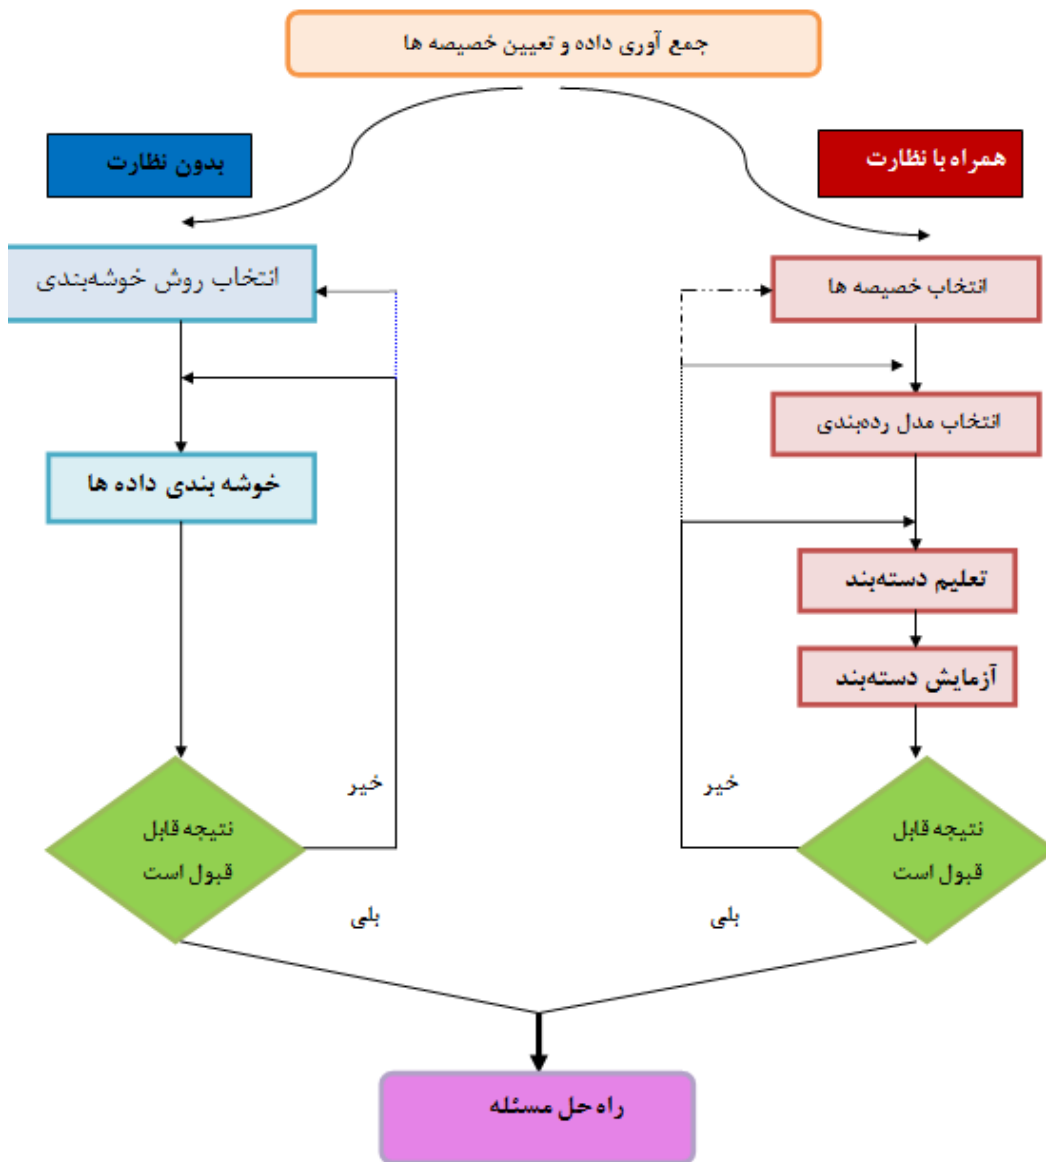 جمع آوری داده و تعیین خصیصه ها
همراه با نظارت
بدون نظارت
انتخاب خصیصه ها
انتخاب روش خوشه‌بندی
انتخاب مدل رده‌بندی
خوشه بندی داده ها
تعلیم دسته‌بند
آزمایش دسته‌بند
خیر
خیر
نتیجه قابل
قبول است
نتیجه قابل
قبول است
بلی
بلی
راه حل مسئله